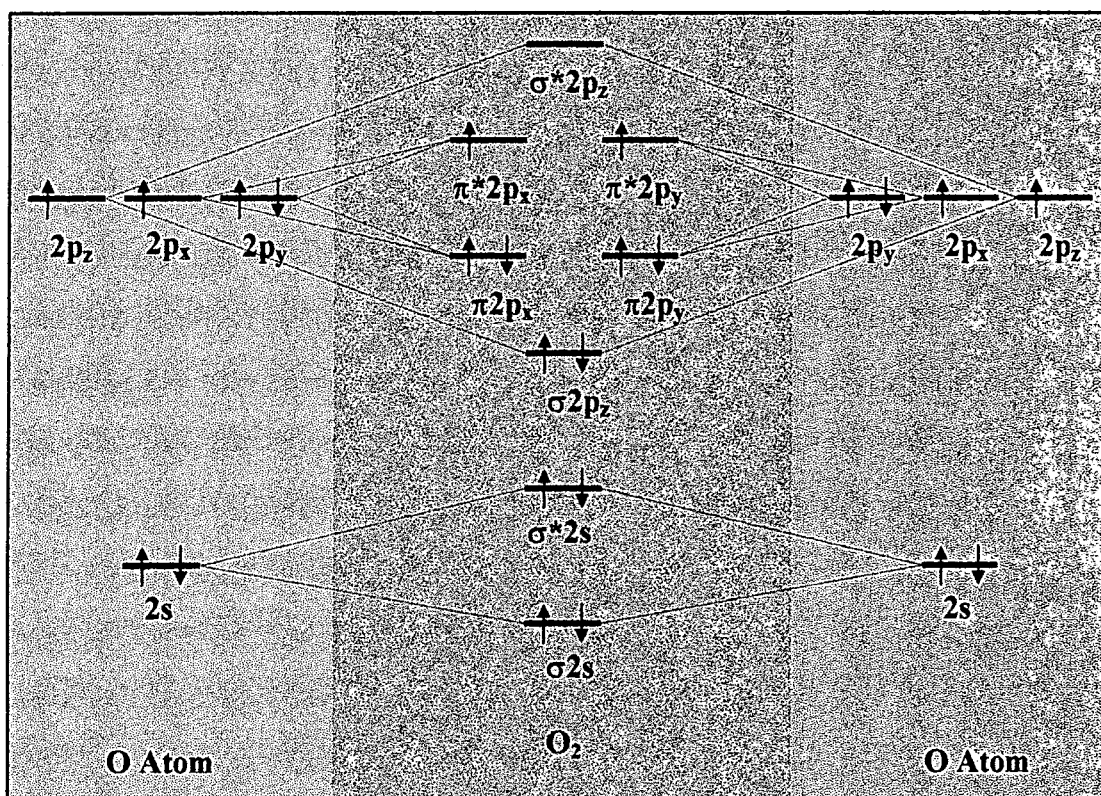 σ*2pz
π*2px π*2py
2pz 2px 2py 2py 2px 2pz
π2px π2py
σ2pz
σ*2s
2s 2s
σ2s
O Atom O2 O Atom